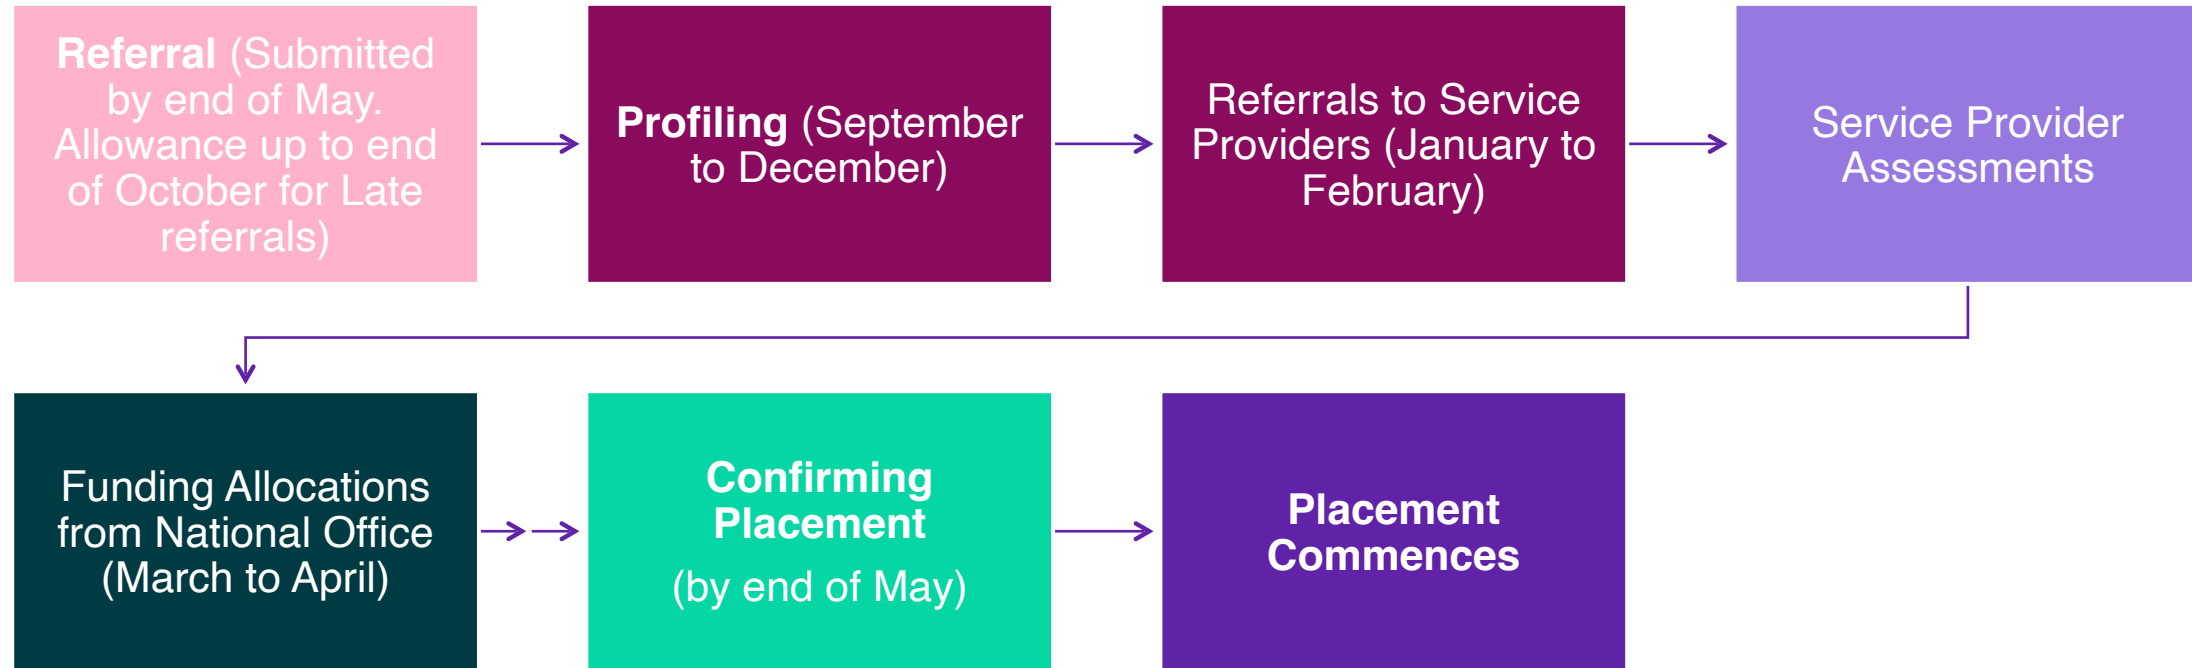 Referral (Submitted
by end of May.
Allowance up to end
of October for Late
referrals)
Profiling (September
to December)
Referrals to Service
Providers (January to
February)
Service Provider
Assessments
Funding Allocations
from National Office
(March to April)
Confirming
Placement
(by end of May)
Placement
Commences